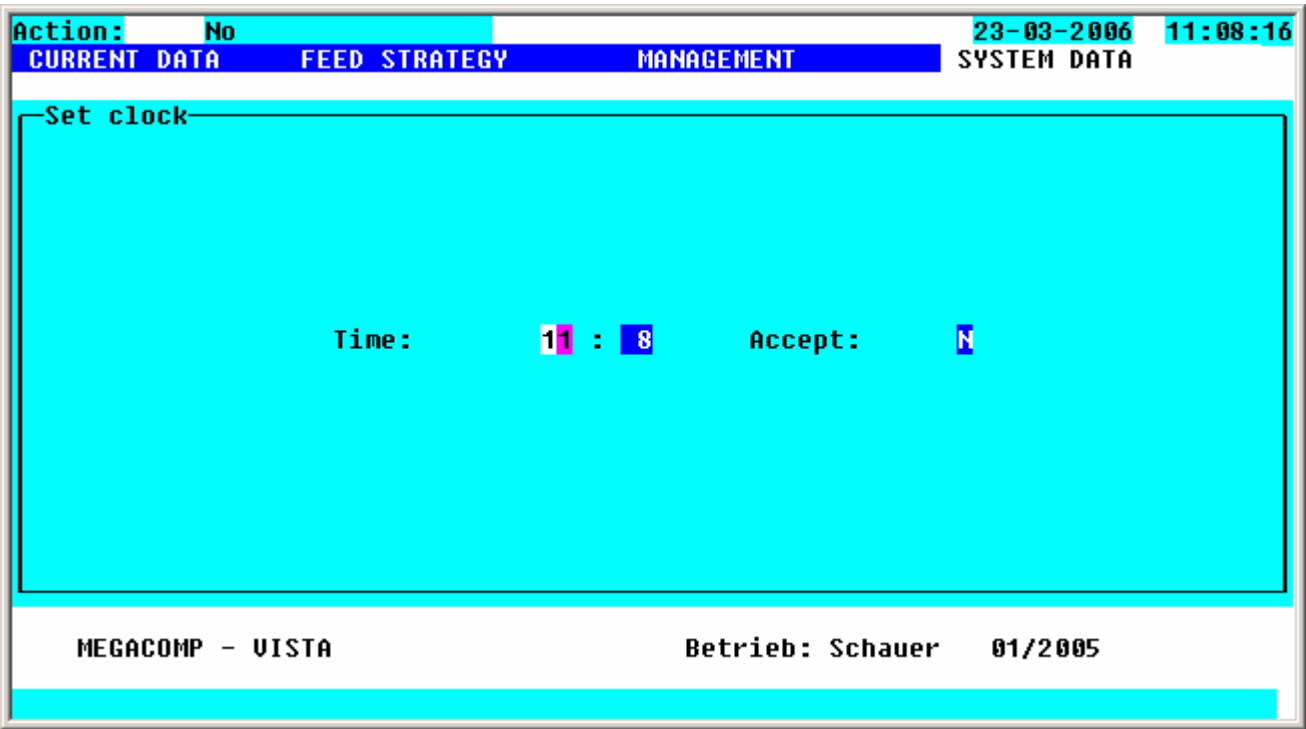 Action: No 23-03-2006 11:08:16
CURRENT DATA FEED STRATEGY MANAGEMENT SYSTEM DATA
Set clock
Time: 11 : 8 Accept: N
MEGACOMP - VISTA Betrieb: Schauer 01/2005